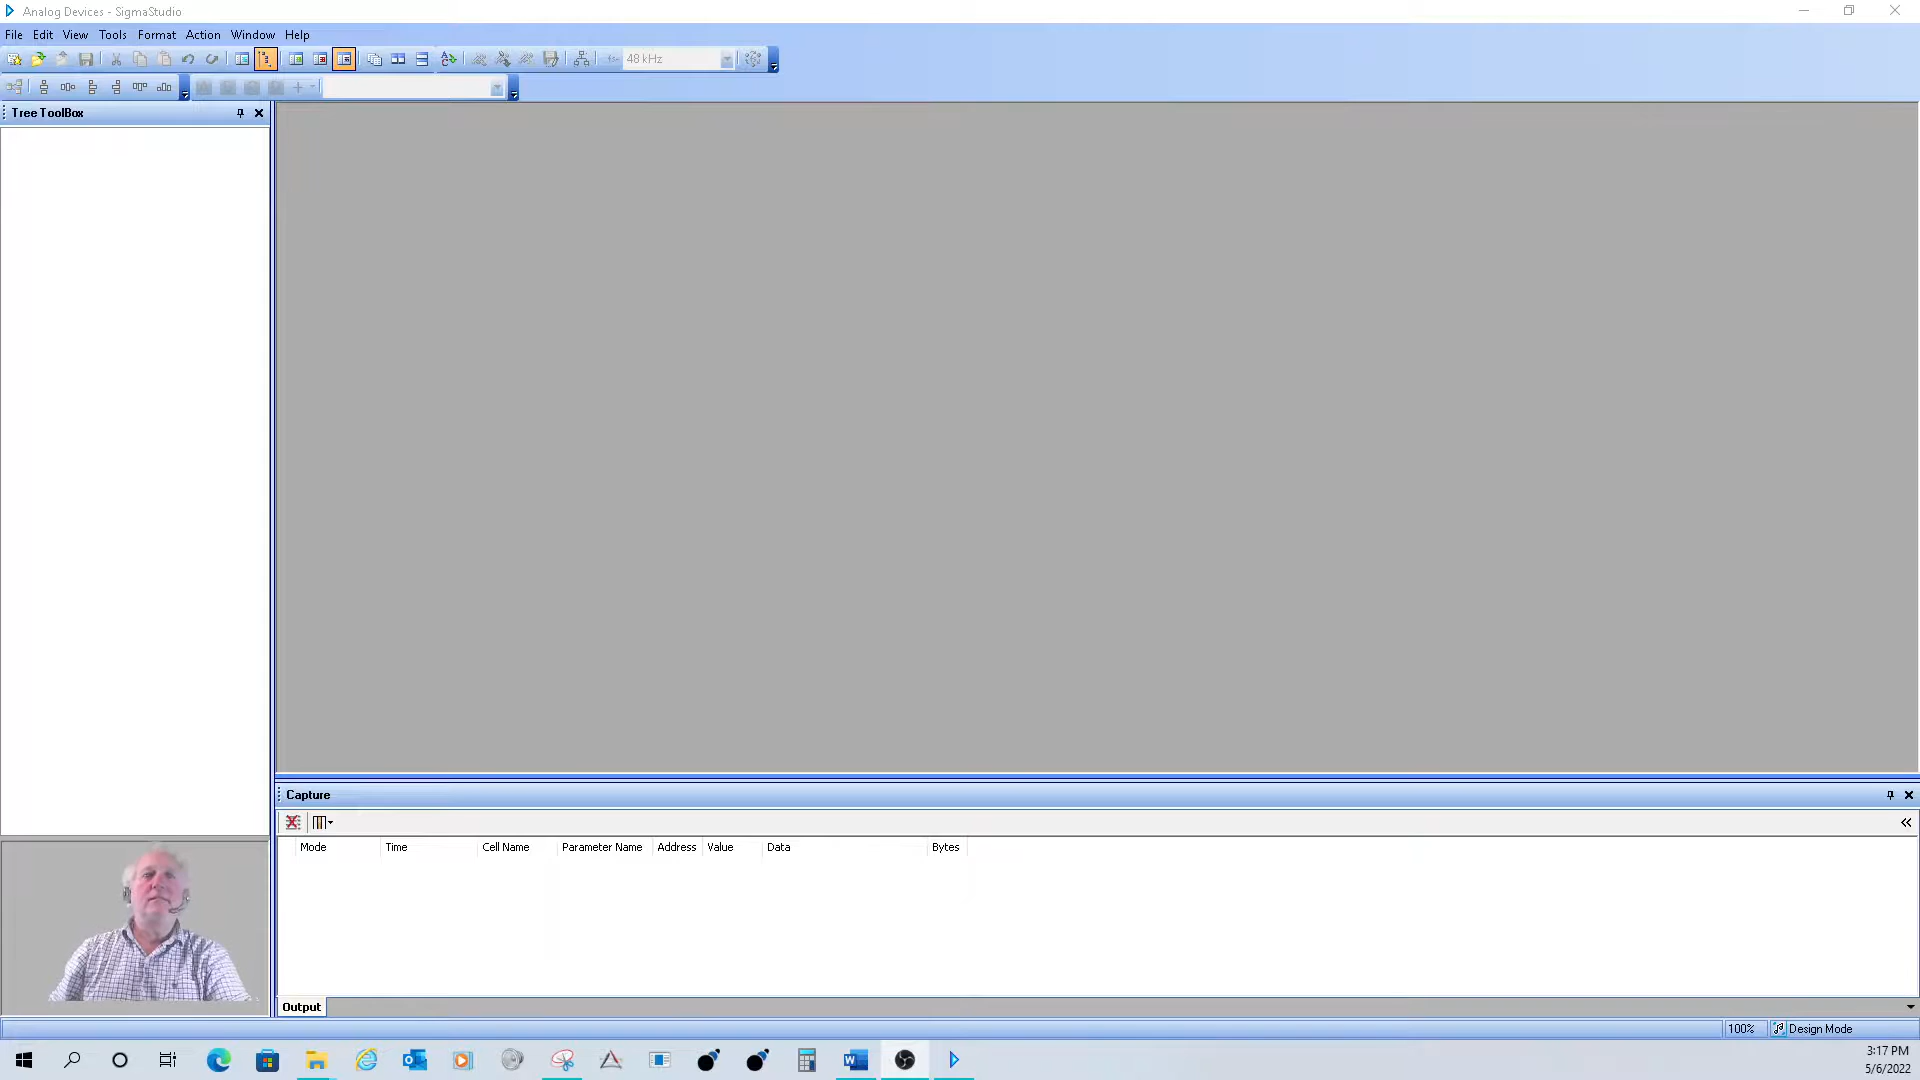 Analog Devices - SigmaStudio
File Edit View Tools Format Action Window Help
48 kHz
Tree ToolBox
Capture
Mode Time Cell Name Parameter Name Address Value Data Bytes
Output
100% Design Mode
3:17 PM
5/6/2022